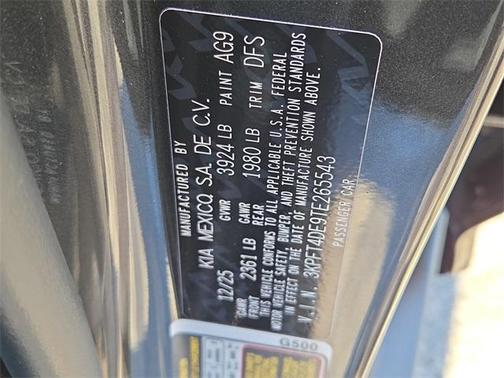 MANUFACTURED BY
KIA MEXICO, S.A. DE C.V.
12/25 GVWR 3924 LB PAINT AG9
GAWR FRONT 2361 LB GAWR REAR 1980 LB TRIM DFS
THIS VEHICLE CONFORMS TO ALL APPLICABLE U.S.A. FEDERAL
MOTOR VEHICLE SAFETY, BUMPER, AND THEFT PREVENTION STANDARDS
IN EFFECT ON THE DATE OF MANUFACTURE SHOWN ABOVE.
V.I.N. 3KPFT4DE9TE265543
PASSENGER CAR
G500